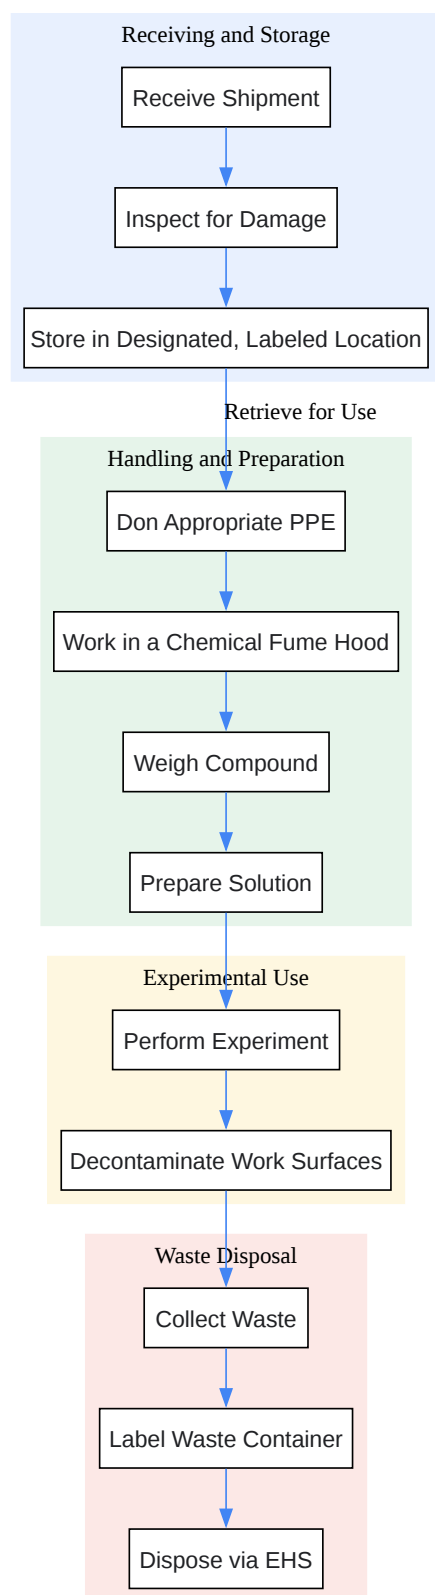 Receiving and Storage
Receive Shipment
Inspect for Damage
Store in Designated, Labeled Location
Retrieve for Use
Handling and Preparation
Don Appropriate PPE
Work in a Chemical Fume Hood
Weigh Compound
Prepare Solution
Experimental Use
Perform Experiment
Decontaminate Work Surfaces
Waste Disposal
Collect Waste
Label Waste Container
Dispose via EHS